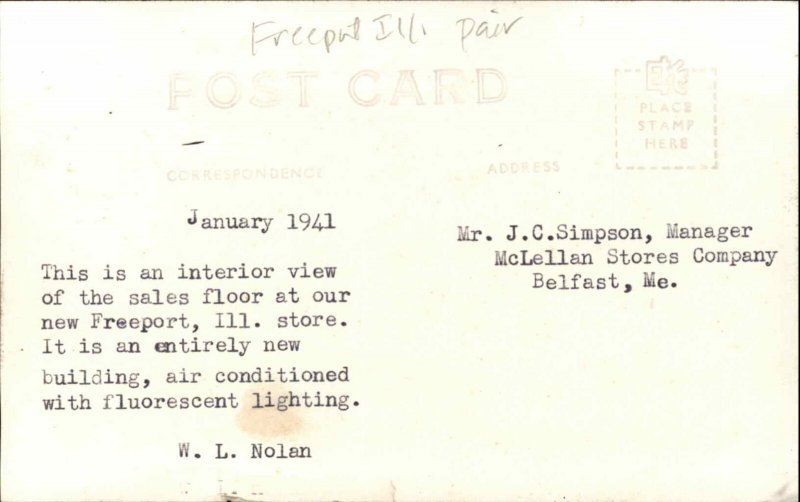 Freeport Ill. pair
POST CARD
EKC
PLACE
STAMP
HERE
CORRESPONDENCE
ADDRESS
January 1941
This is an interior view
of the sales floor at our
new Freeport, Ill. store.
It is an entirely new
building, air conditioned
with fluorescent lighting.
W. L. Nolan
Mr. J.C.Simpson, Manager
McLellan Stores Company
Belfast, Me.